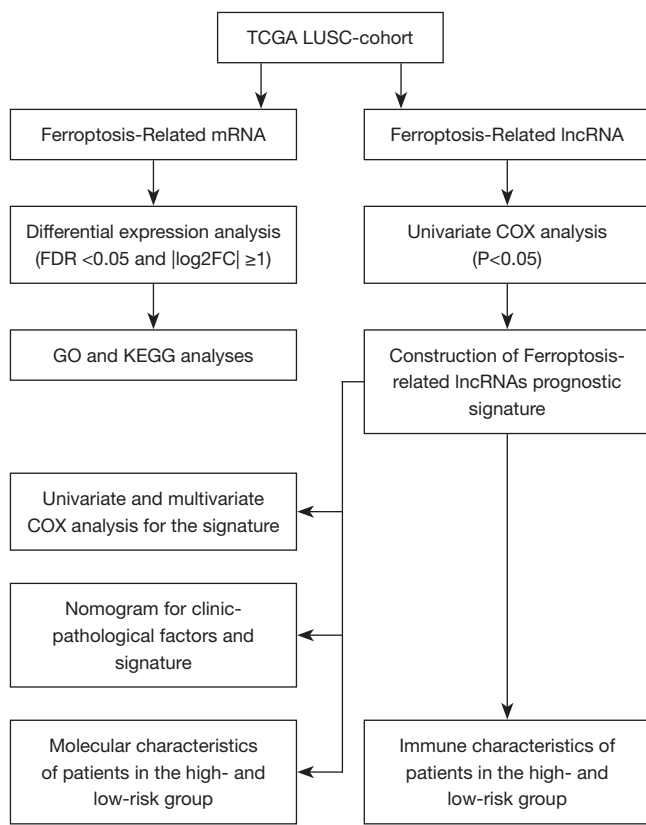 TCGA LUSC-cohort
Ferroptosis-Related mRNA
Ferroptosis-Related lncRNA
Differential expression analysis
(FDR <0.05 and |log2FC| ≥1)
Univariate COX analysis
(P<0.05)
GO and KEGG analyses
Construction of Ferroptosis-
related lncRNAs prognostic
signature
Univariate and multivariate
COX analysis for the signature
Nomogram for clinic-
pathological factors and
signature
Molecular characteristics
of patients in the high- and
low-risk group
Immune characteristics of
patients in the high- and
low-risk group